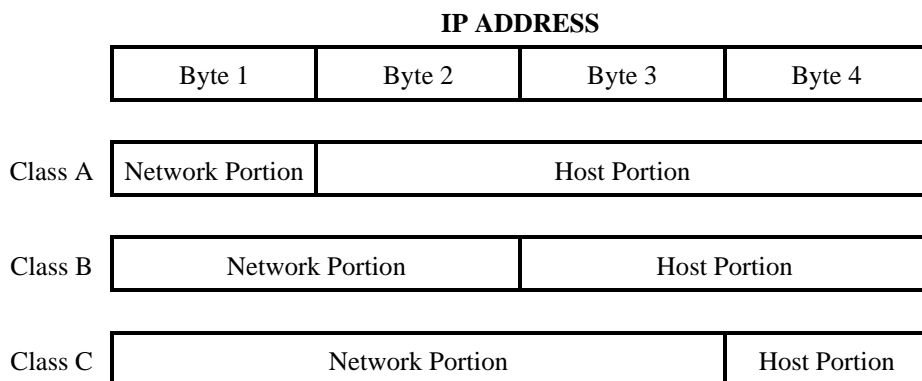 IP ADDRESS
Byte 1 Byte 2 Byte 3 Byte 4
Class A Network Portion Host Portion
Class B Network Portion Host Portion
Class C Network Portion Host Portion